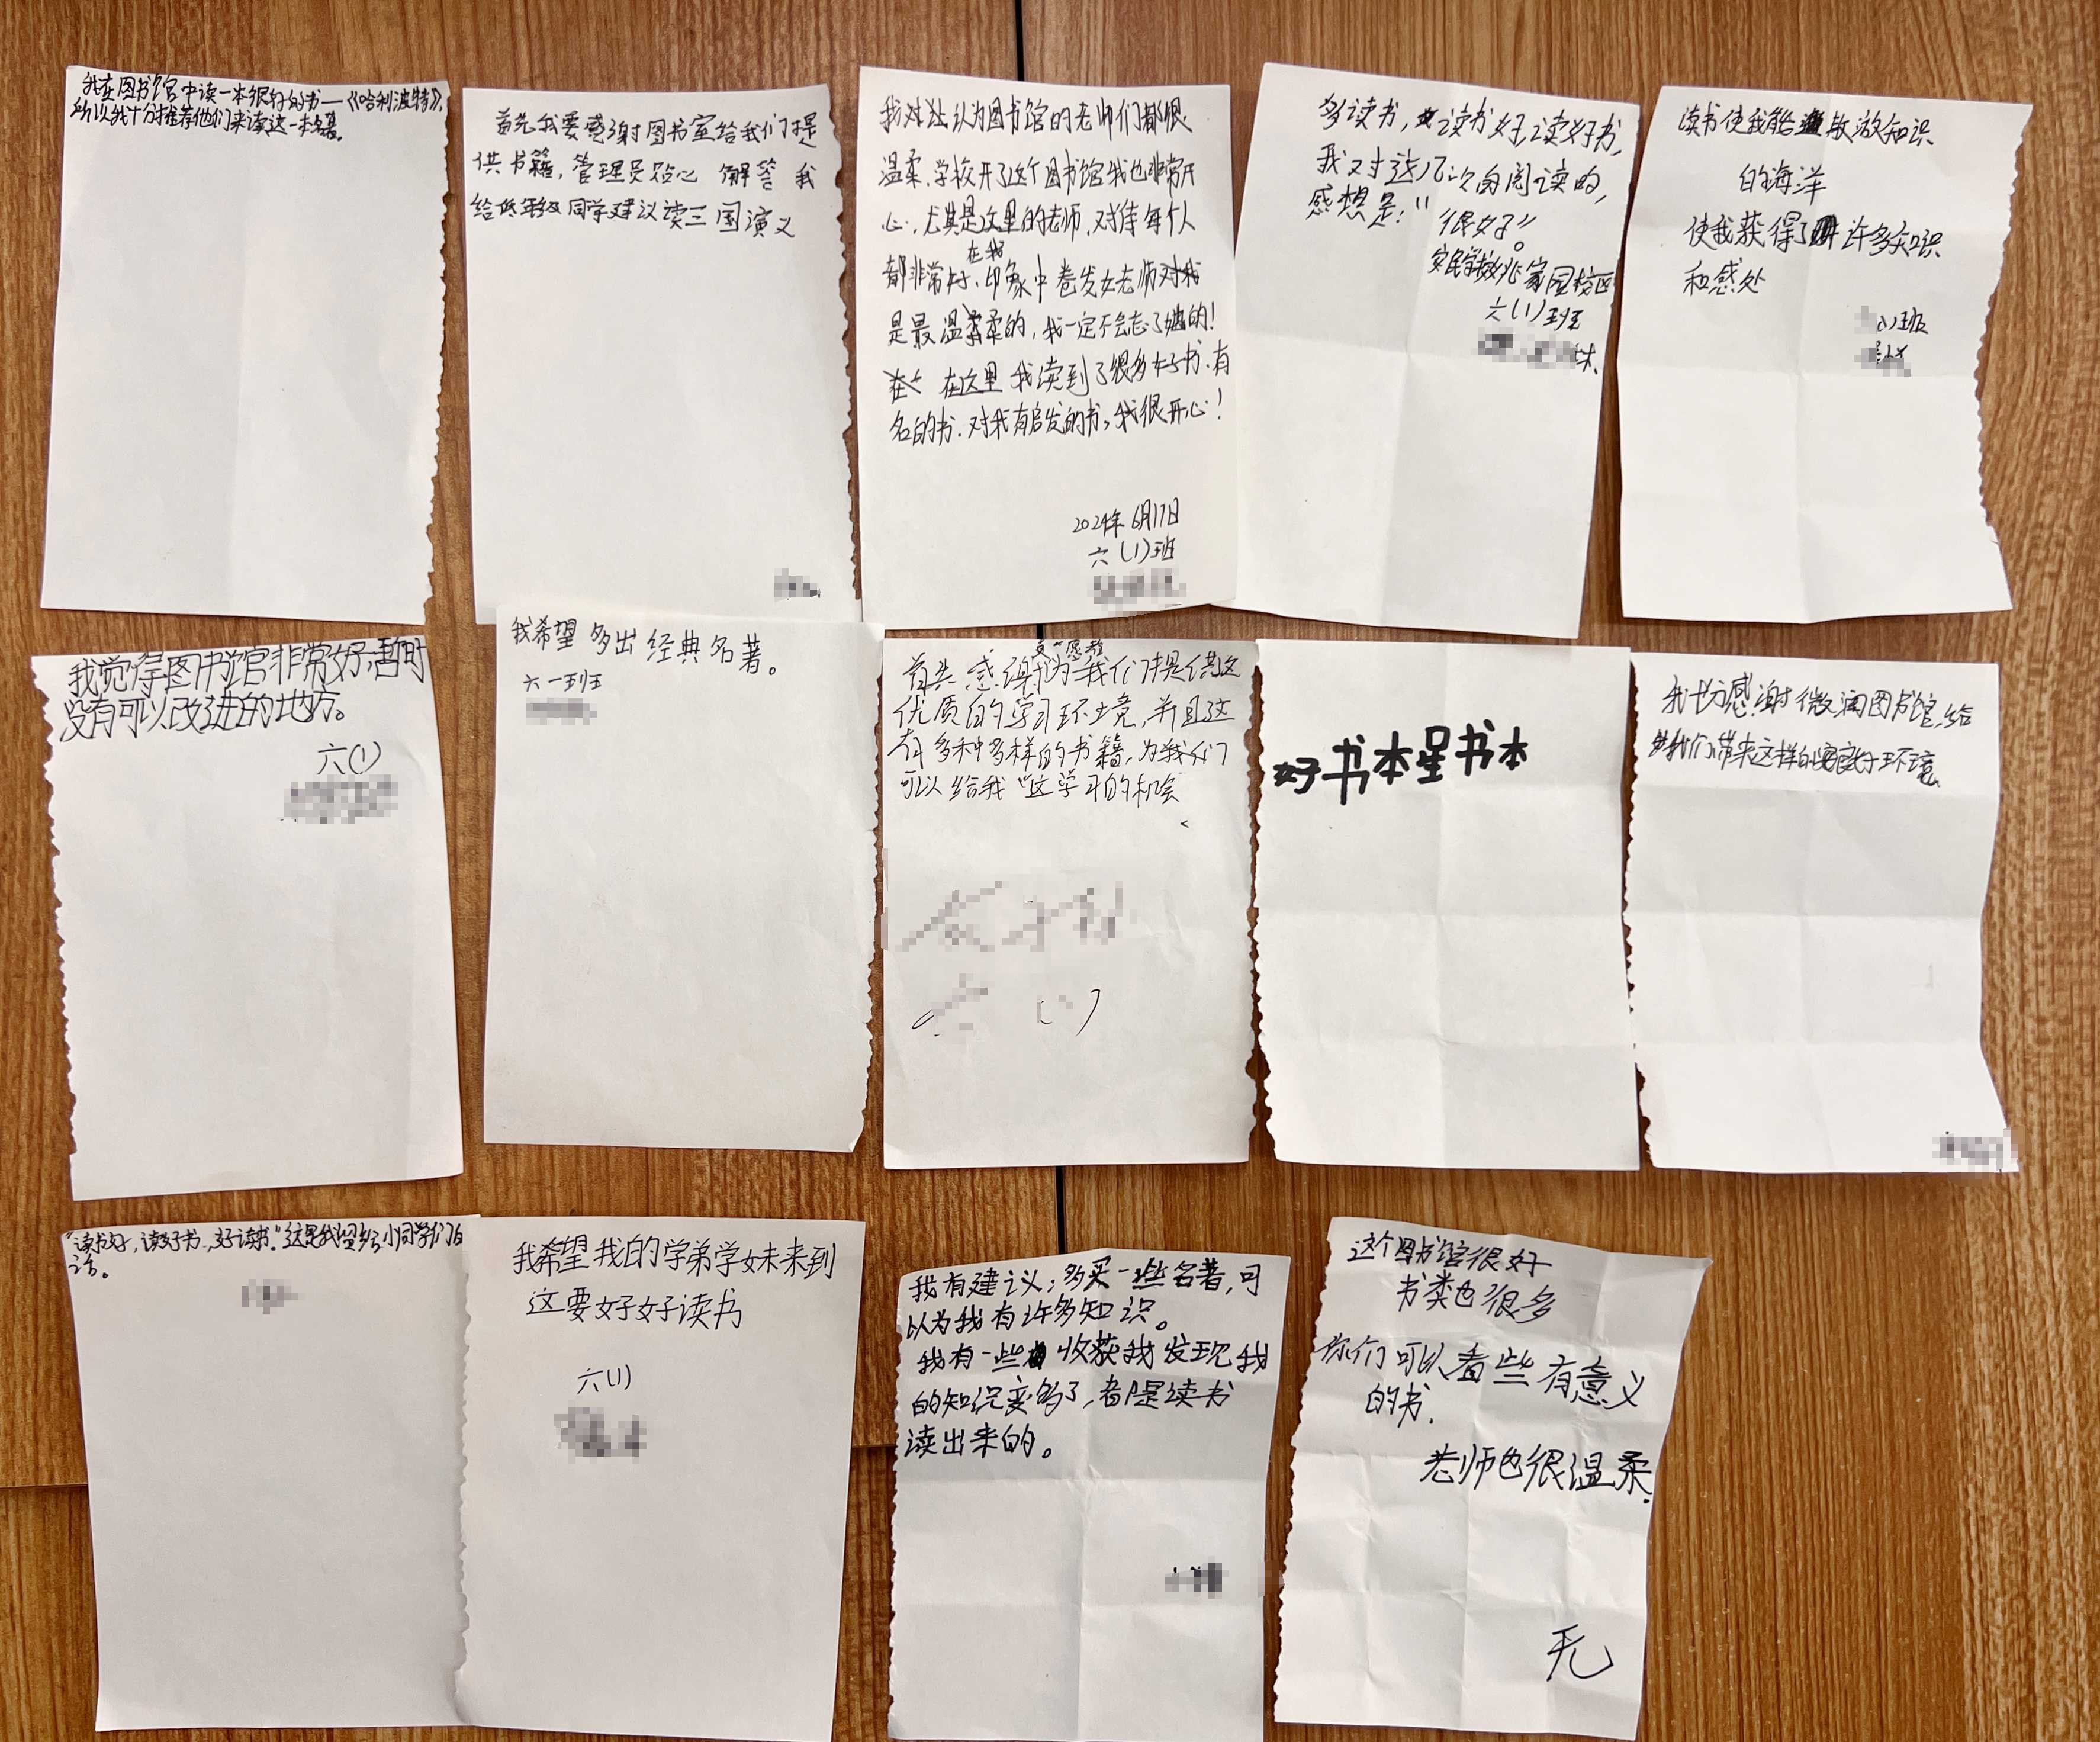 我在图书馆中读一本很好的书——《哈利波特》,
所以我十分推荐他们来读这一本名著。
首先我要感谢图书室给我们提
供书籍,管理员贴心 解答 我
给低年级同学建议读三国演义
认为图书馆的老师们都很
温柔、学校开了这个图书馆我也非常开
心,尤其是这里的老师,对待每个人
都非常好、在我印象中卷发女老师对我
是最温柔的,我一定不会忘了她的!
在这里我读到了很多好书、有
名的书、对我有启发的书,我很开心!
2024年6月17日
六(1)班
多读书,读书好,读好书,
我对这几次的阅读的,
感想是:“
很好”。
家园校区
六(1)班
读书使我能 知识
的海洋
使我获得了许多知识
和感处
(1)班
我觉得图书馆非常好,暂时
没有可以改进的地方。
六(1)
我希望 多出 经典 名著。
六一班
首先 感谢 为我们提供这
优质的学习环境,并且这
有多种多样的书籍,为我们
可以给我 这学习的机会
好书本是书本
我十分感谢微澜图书馆,给
我们带来这样的 环境
“读书好,读好书,好读书.”这是我留给小同学们的
话。
我希望我的学弟学妹来到
这要好好读书
六(1)
我有建议:多买一些名著,可
以为我有许多知识。
我有一些收获我发现我
的知识变多了,都是读书
读出来的。
这个图书馆很好
书类也很多
你们可以看些有意义
的书.
老师也很温柔.
无